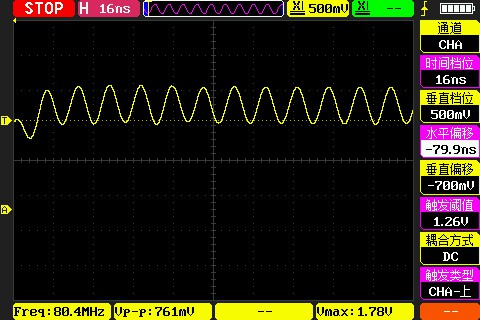 STOP
H 16ns
X1 500mV
X1 --
T
A
通道
CHA
时间档位
16ns
垂直档位
500mV
水平偏移
-79.9ns
垂直偏移
-700mV
触发阈值
1.26V
耦合方式
DC
触发类型
CHA-上
Freq:80.4MHz
Vp-p:761mV
--
Vmax:1.78V
--